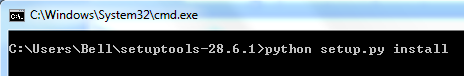 C:\Windows\System32\cmd.exe
C:\Users\Bell\setuptools-28.6.1>python setup.py install